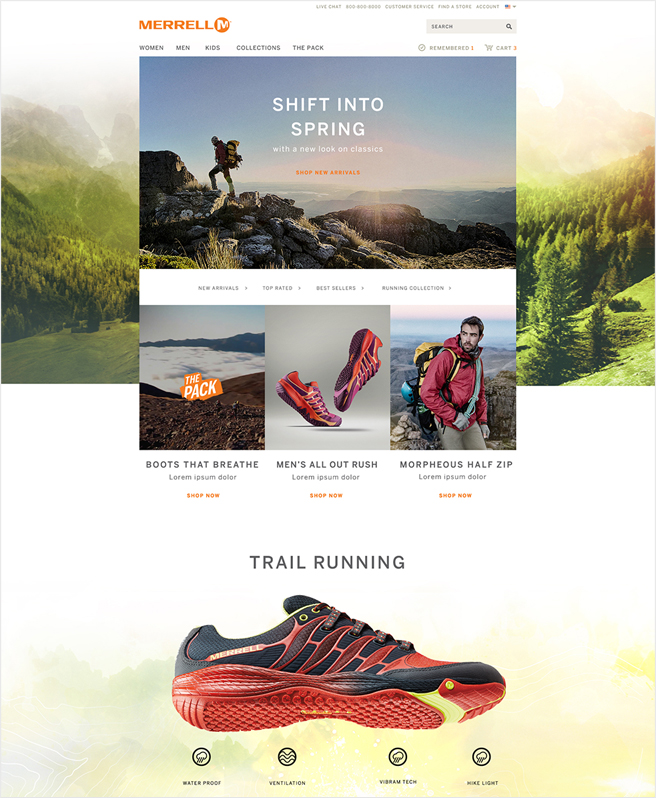 LIVE CHAT 800-800-8800 CUSTOMER SERVICE FIND A STORE ACCOUNT
MERRELL M
SEARCH
WOMEN MEN KIDS COLLECTIONS THE PACK
REMEMBERED 1 CART 3
SHIFT INTO
SPRING
with a new look on classics
SHOP NEW ARRIVALS
NEW ARRIVALS > TOP RATED > BEST SELLERS > RUNNING COLLECTION >
THE
PACK
BOOTS THAT BREATHE MEN'S ALL OUT RUSH MORPHEOUS HALF ZIP
Lorem ipsum dolor Lorem ipsum dolor Lorem ipsum dolor
SHOP NOW SHOP NOW SHOP NOW
TRAIL RUNNING
MERRELL
WATER PROOF VENTILATION VIBRAM TECH HIKE LIGHT